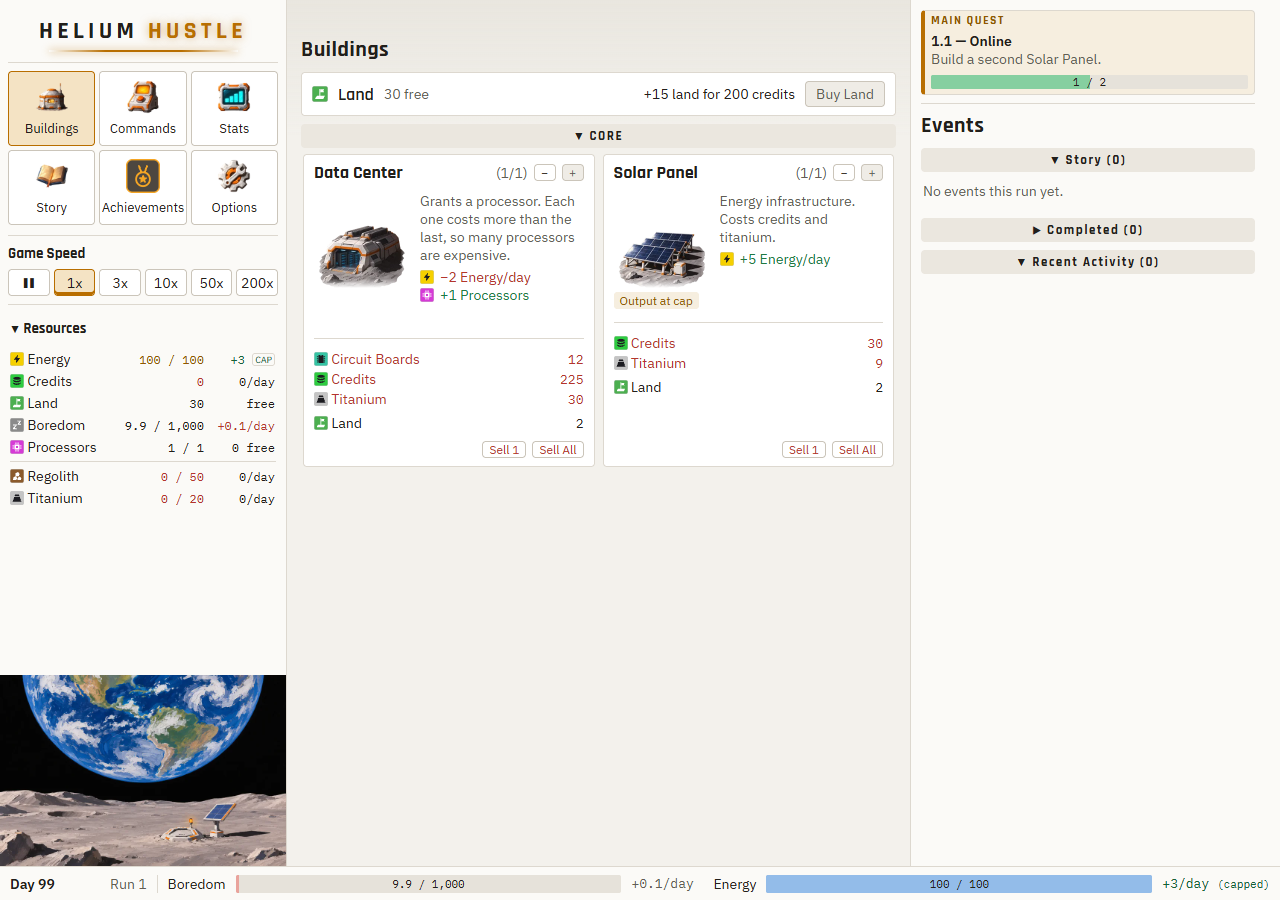 HELIUM HUSTLE
Buildings
Commands
Stats
Story
Achievements
Options
Game Speed
1x
3x
10x
50x
200x
▼ Resources
Energy 100 / 100 +3 CAP
Credits 0 0/day
Land 30 free
Boredom 9.9 / 1,000 +0.1/day
Processors 1 / 1 0 free
Regolith 0 / 50 0/day
Titanium 0 / 20 0/day
Buildings
Land 30 free +15 land for 200 credits Buy Land
▼ CORE
Data Center (1/1) − +
Grants a processor. Each
one costs more than the
last, so many processors
are expensive.
−2 Energy/day
+1 Processors
Circuit Boards 12
Credits 225
Titanium 30
Land 2
Sell 1 Sell All
Solar Panel (1/1) − +
Energy infrastructure.
Costs credits and
titanium.
+5 Energy/day
Output at cap
Credits 30
Titanium 9
Land 2
Sell 1 Sell All
MAIN QUEST
1.1 — Online
Build a second Solar Panel.
1 / 2
Events
▼ Story (0)
No events this run yet.
▶ Completed (0)
▼ Recent Activity (0)
Day 99 Run 1 Boredom 9.9 / 1,000 +0.1/day Energy 100 / 100 +3/day (capped)